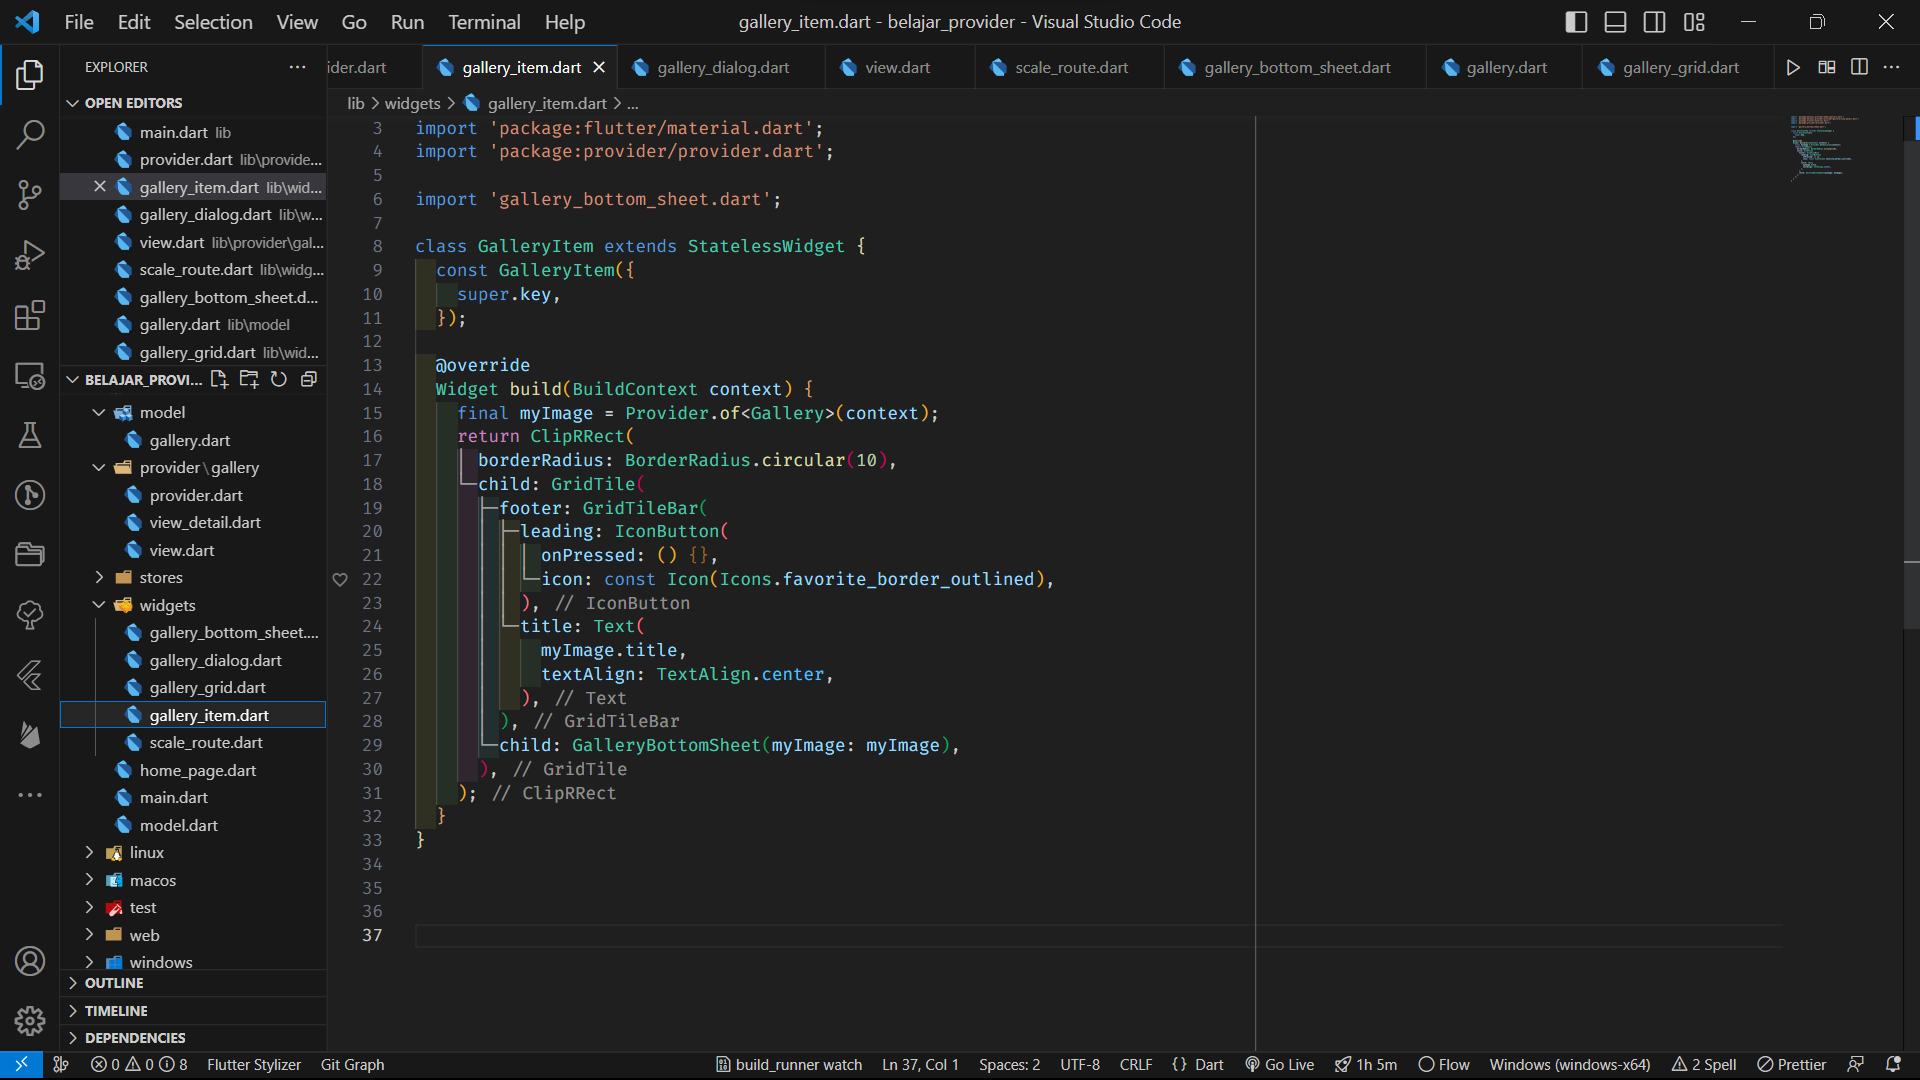 File Edit Selection View Go Run Terminal Help
gallery_item.dart - belajar_provider - Visual Studio Code
EXPLORER
ider.dart
gallery_item.dart
gallery_dialog.dart
view.dart
scale_route.dart
gallery_bottom_sheet.dart
gallery.dart
gallery_grid.dart
OPEN EDITORS
main.dart lib
provider.dart lib\provide...
gallery_item.dart lib\wid...
gallery_dialog.dart lib\w...
view.dart lib\provider\gal...
scale_route.dart lib\widg...
gallery_bottom_sheet.d...
gallery.dart lib\model
gallery_grid.dart lib\wid...
BELAJAR_PROVI...
model
gallery.dart
provider\gallery
provider.dart
view_detail.dart
view.dart
stores
widgets
gallery_bottom_sheet....
gallery_dialog.dart
gallery_grid.dart
gallery_item.dart
scale_route.dart
home_page.dart
main.dart
model.dart
linux
macos
test
web
windows
OUTLINE
TIMELINE
DEPENDENCIES
lib > widgets > gallery_item.dart > ...
3 import 'package:flutter/material.dart';
4 import 'package:provider/provider.dart';
5
6 import 'gallery_bottom_sheet.dart';
7
8 class GalleryItem extends StatelessWidget {
9 const GalleryItem({
10 super.key,
11 });
12
13 @override
14 Widget build(BuildContext context) {
15 final myImage = Provider.of<Gallery>(context);
16 return ClipRRect(
17 borderRadius: BorderRadius.circular(10),
18 child: GridTile(
19 footer: GridTileBar(
20 leading: IconButton(
21 onPressed: () {},
22 icon: const Icon(Icons.favorite_border_outlined),
23 ), // IconButton
24 title: Text(
25 myImage.title,
26 textAlign: TextAlign.center,
27 ), // Text
28 ), // GridTileBar
29 child: GalleryBottomSheet(myImage: myImage),
30 ), // GridTile
31 ); // ClipRRect
32 }
33 }
34
35
36
37
0 0 8 Flutter Stylizer Git Graph
build_runner watch Ln 37, Col 1 Spaces: 2 UTF-8 CRLF {} Dart Go Live 1h 5m Flow Windows (windows-x64) 2 Spell Prettier